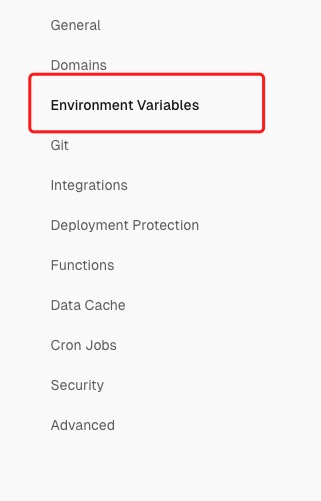 General
Domains
Environment Variables
Git
Integrations
Deployment Protection
Functions
Data Cache
Cron Jobs
Security
Advanced